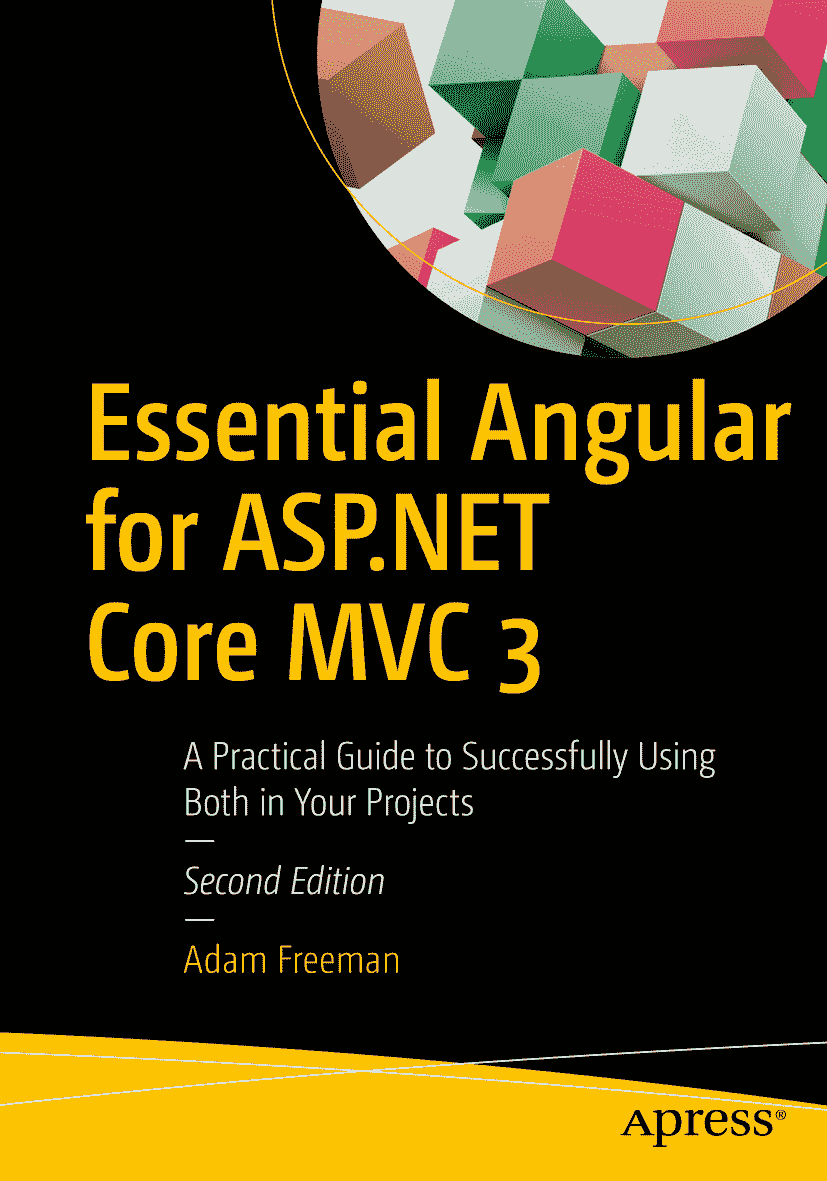 Essential Angular
for ASP.NET
Core MVC 3
A Practical Guide to Successfully Using
Both in Your Projects
—
Second Edition
—
Adam Freeman
Apress®